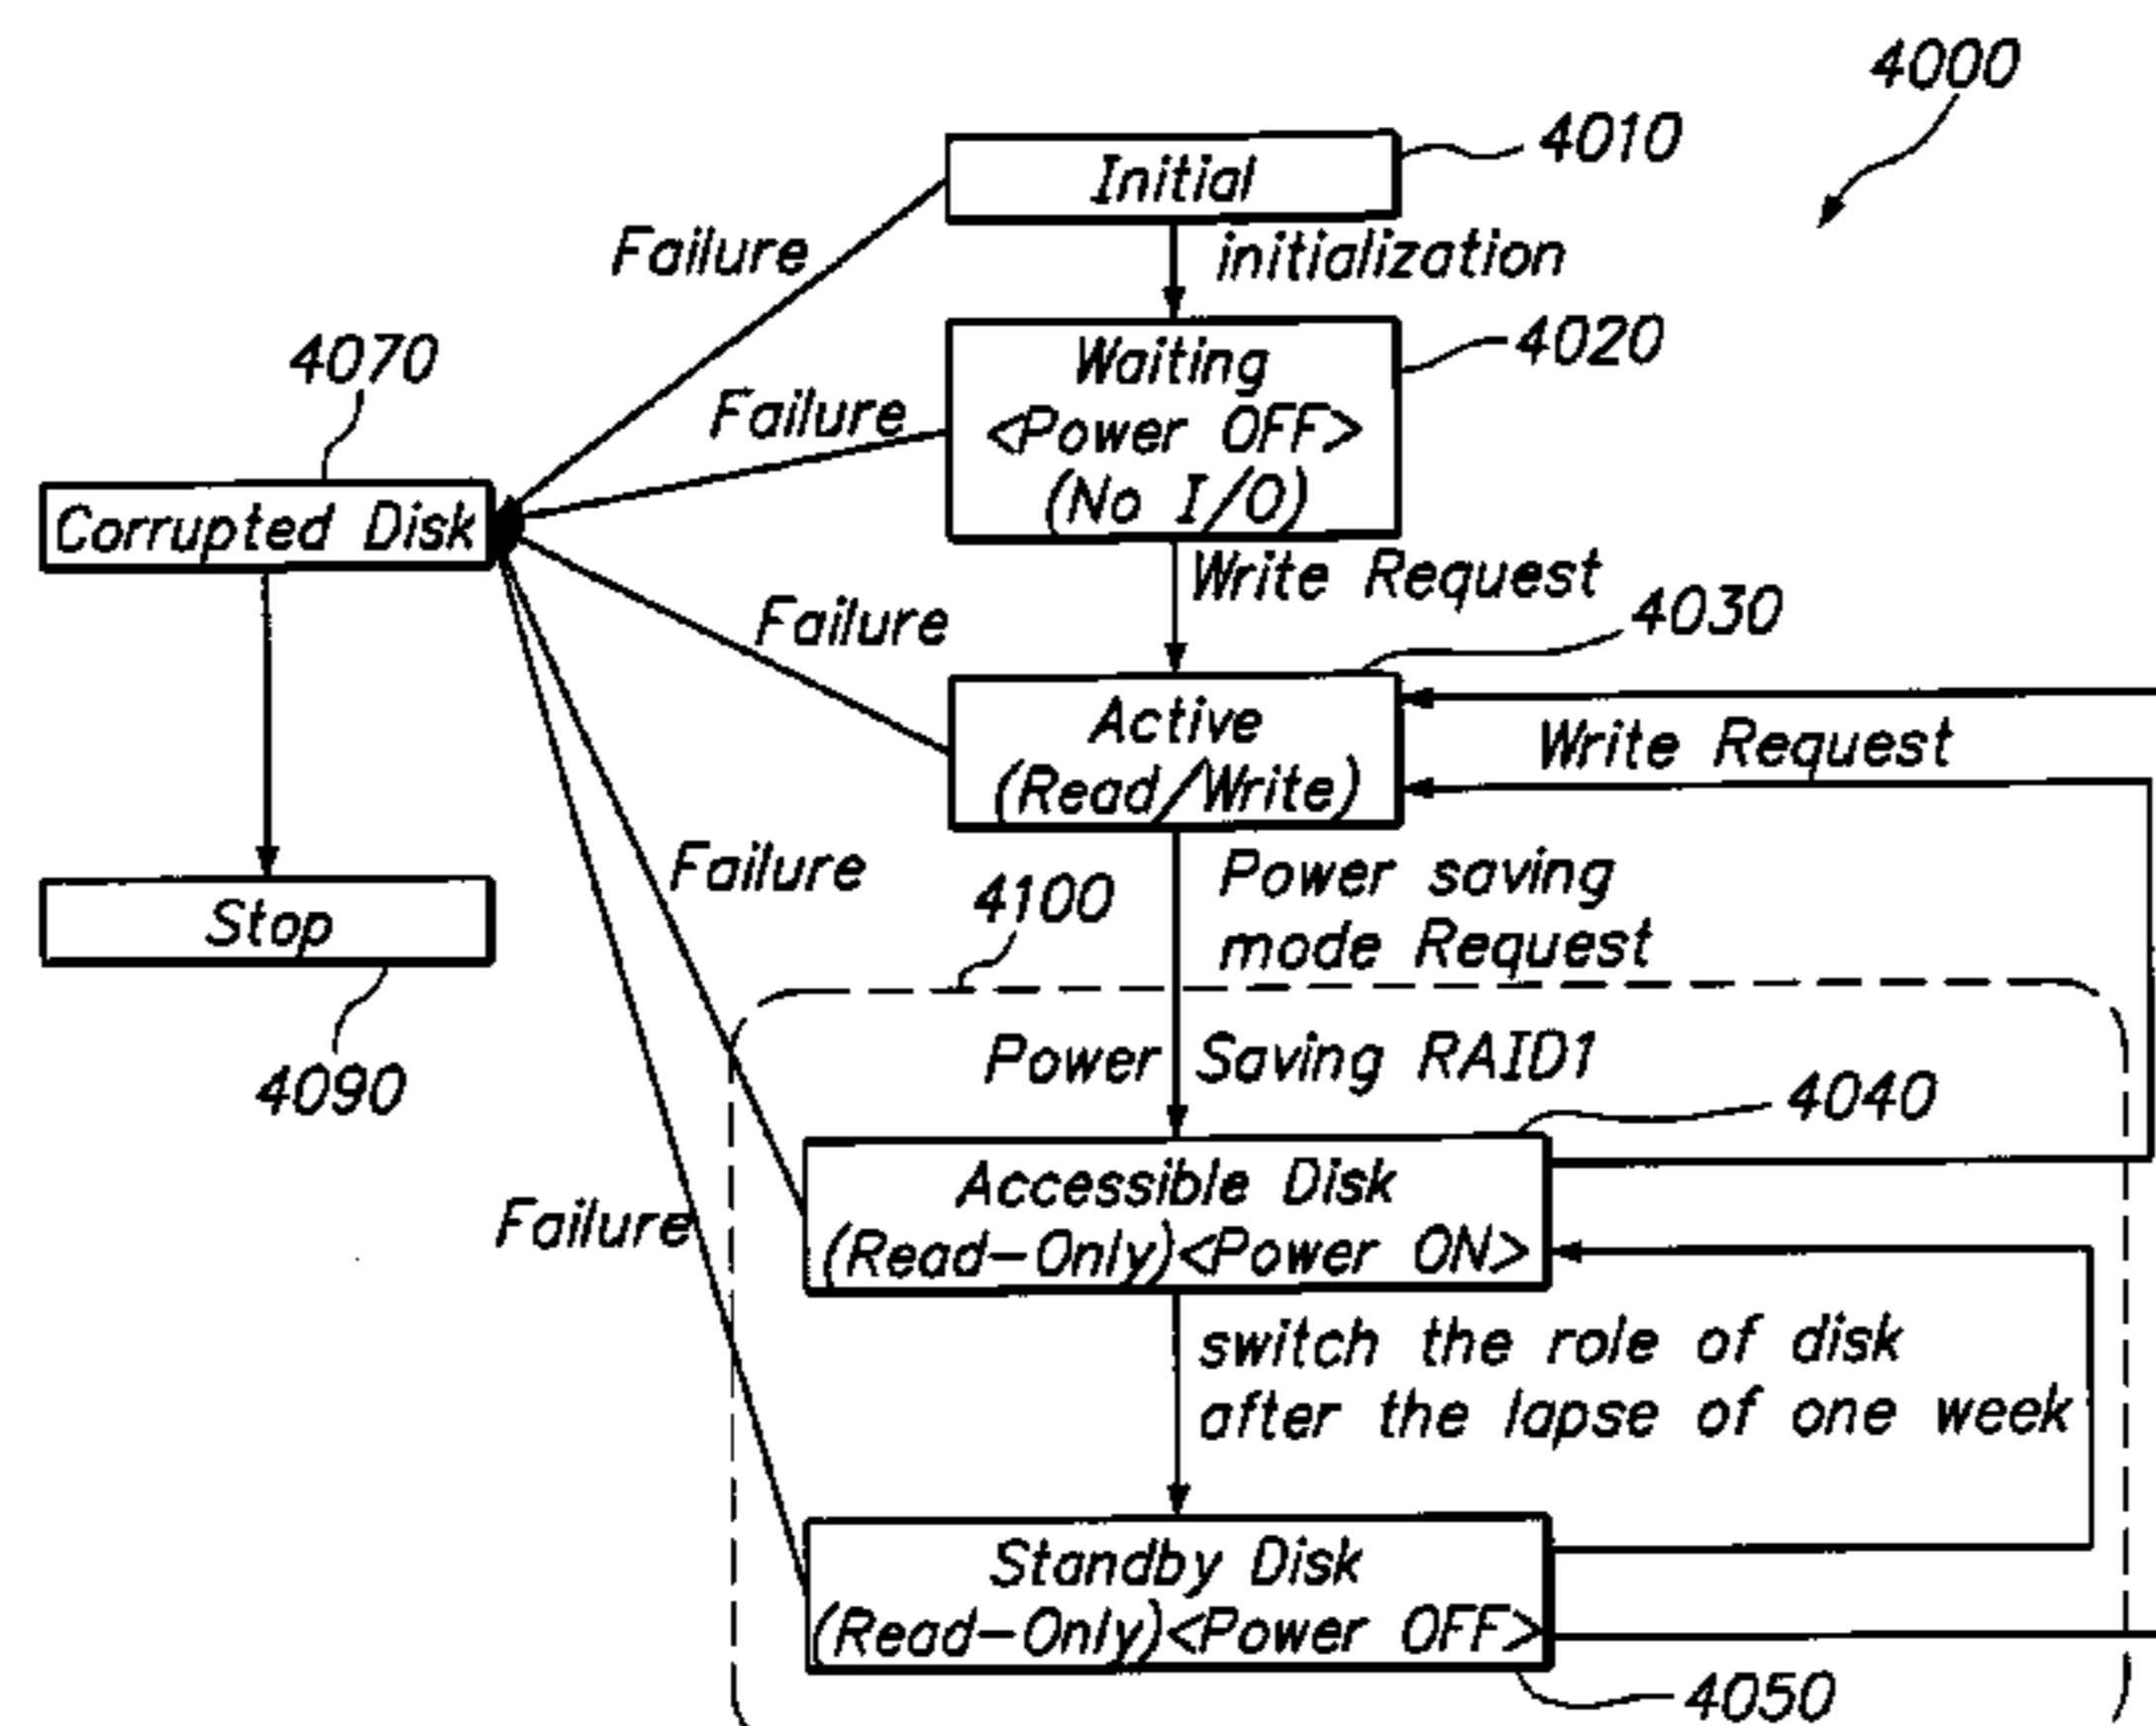 4000
Initial
4010
Failure
initialization
4070
Waiting
<Power OFF>
(No I/O)
4020
Failure
Corrupted Disk
Write Request
4030
Failure
Active
(Read/Write)
Write Request
Failure
Power saving
mode Request
4100
Stop
4090
Power Saving RAID1
4040
Accessible Disk
(Read-Only)<Power ON>
Failure
switch the role of disk
after the lapse of one week
Standby Disk
(Read-Only)<Power OFF>
4050